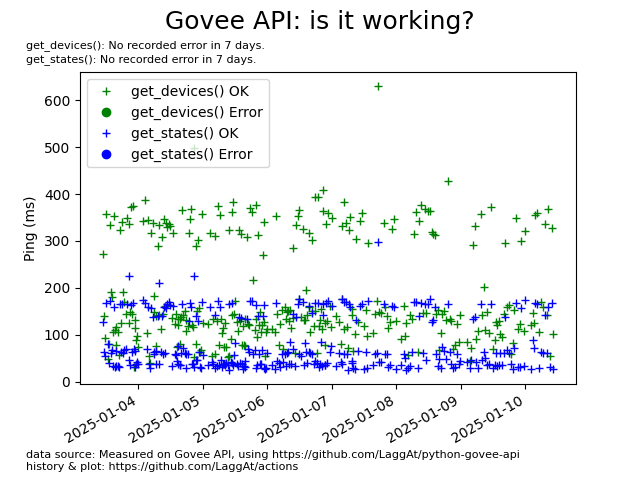 Govee API: is it working?
get_devices(): No recorded error in 7 days.
get_states(): No recorded error in 7 days.
get_devices() OK
get_devices() Error
get_states() OK
get_states() Error
Ping (ms)
600
500
400
300
200
100
0
2025-01-04
2025-01-05
2025-01-06
2025-01-07
2025-01-08
2025-01-09
2025-01-10
data source: Measured on Govee API, using https://github.com/LaggAt/python-govee-api
history & plot: https://github.com/LaggAt/actions